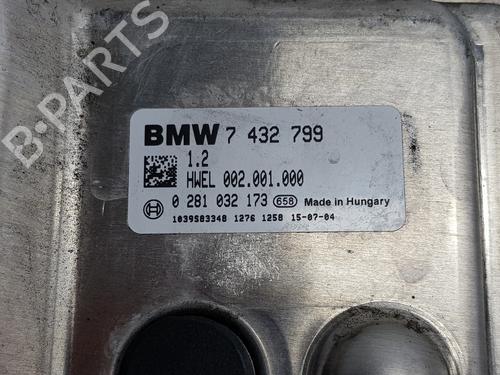 BMW 7 432 799
1.2
HWEL 002.001.000
0 281 032 173 658 Made in Hungary
1039S83348 1276 1258 15-07-04
B-PARTS